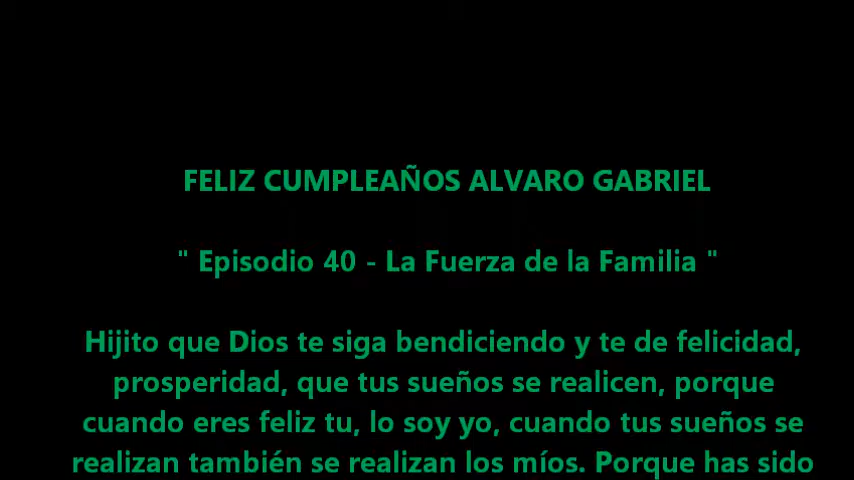 FELIZ CUMPLEAÑOS ALVARO GABRIEL
" Episodio 40 - La Fuerza de la Familia "
Hijito que Dios te siga bendiciendo y te de felicidad,
prosperidad, que tus sueños se realicen, porque
cuando eres feliz tu, lo soy yo, cuando tus sueños se
realizan también se realizan los míos. Porque has sido